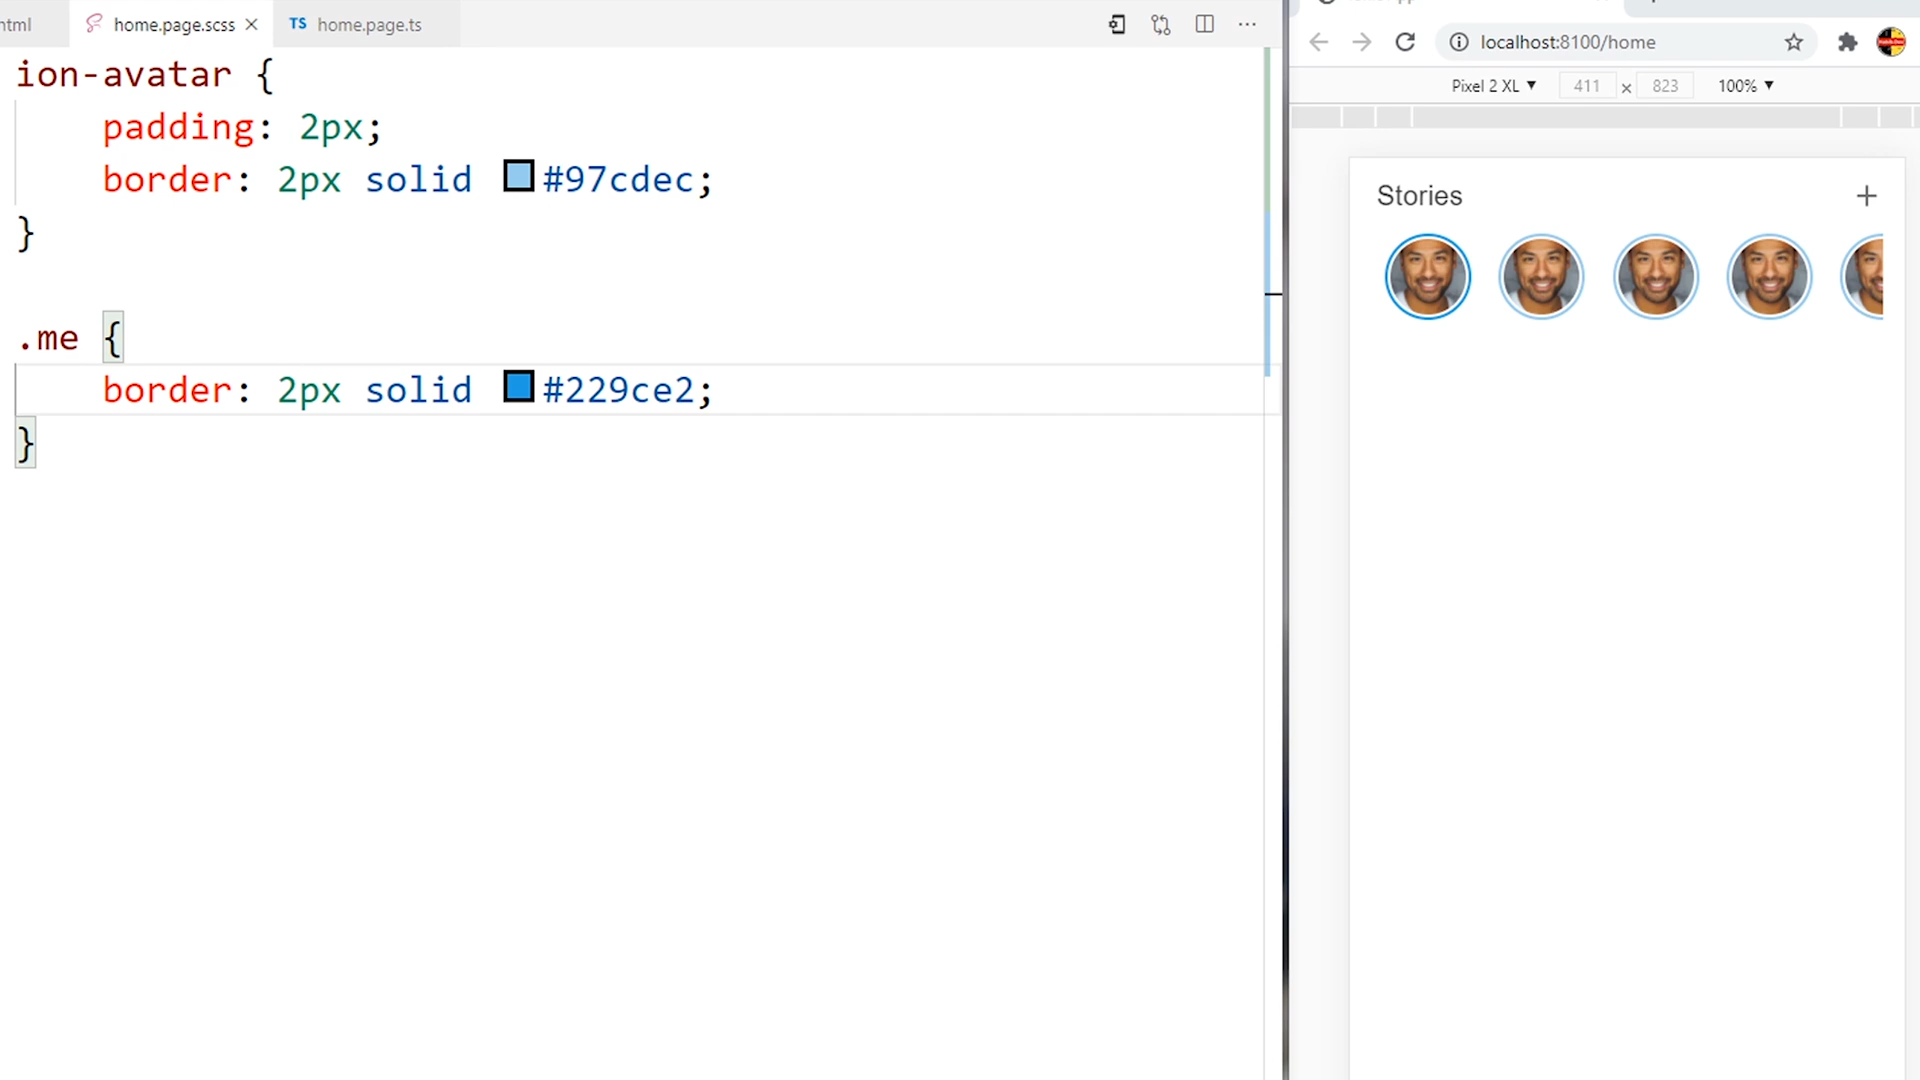 home.page.scss
TS home.page.ts
ion-avatar {
padding: 2px;
border: 2px solid #97cdec;
}
.me {
border: 2px solid #229ce2;
}
localhost:8100/home
Pixel 2 XL ▼ 411 × 823 100% ▼
Stories +